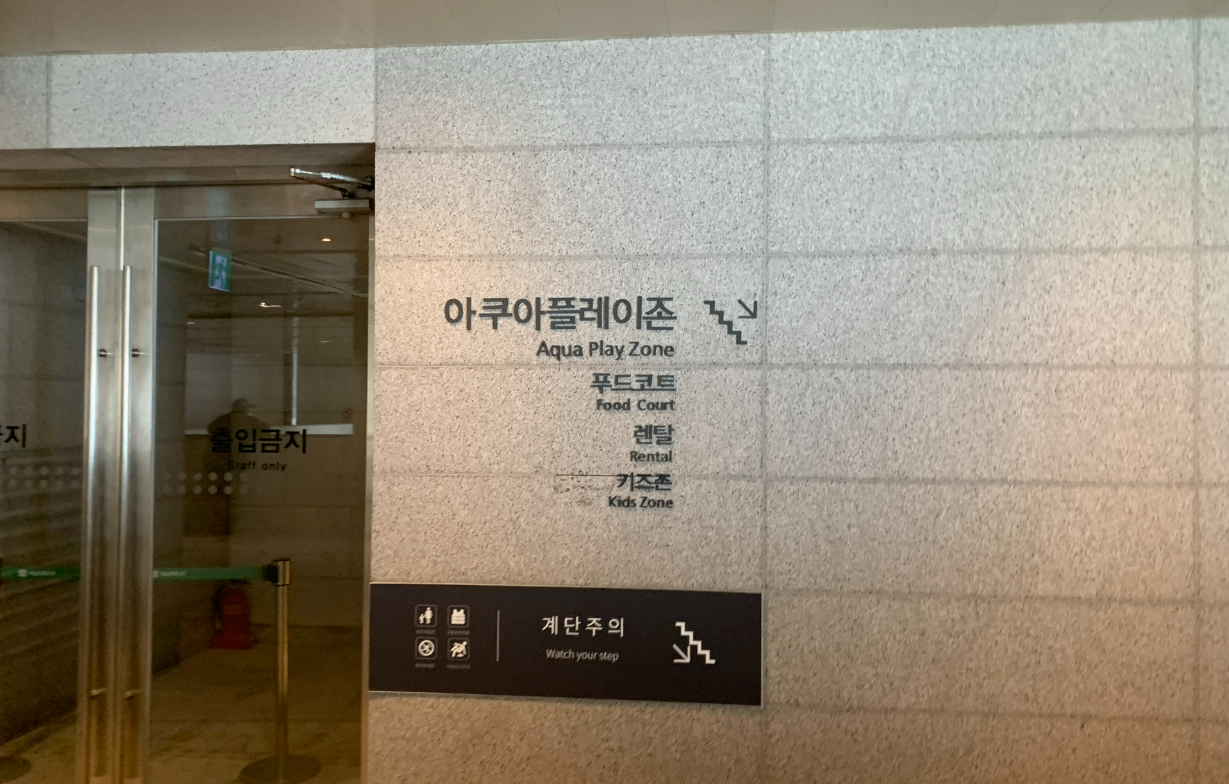 아쿠아플레이존
Aqua Play Zone
푸드코트
Food Court
렌탈
Rental
키즈존
Kids Zone
출입금지
Staff only
지
계단주의
Watch your step